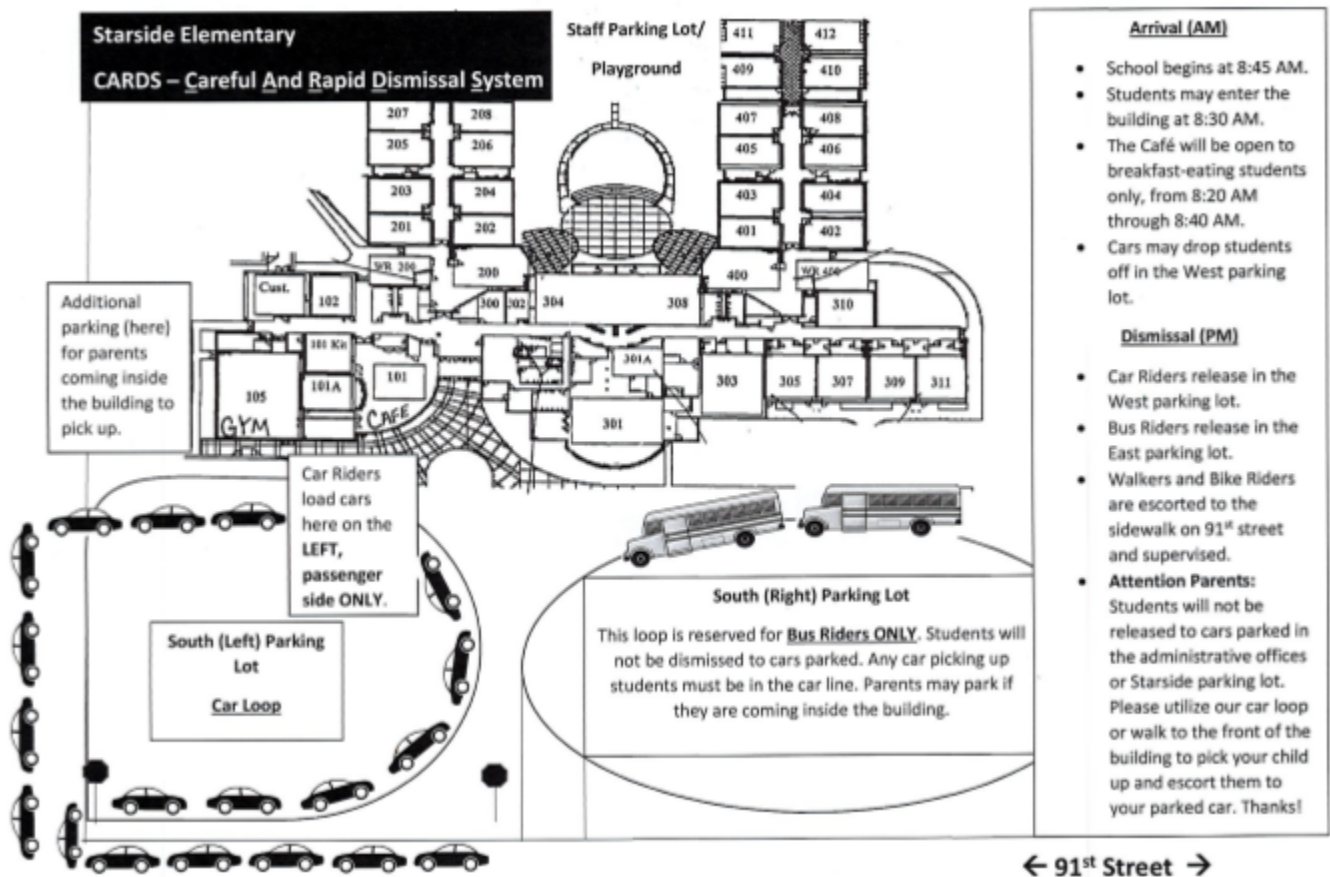 Starside Elementary
CARDS – Careful And Rapid Dismissal System
Staff Parking Lot/
Playground
411
412
409
410
207
208
407
408
205
206
405
406
203
204
403
404
201
202
401
402
WR 200
200
400
WR 400
Cust.
102
300
302
304
308
310
101 Kit
101A
101
CAFE
105
GYM
301A
301
303
305
307
309
311
Additional
parking (here)
for parents
coming inside
the building to
pick up.
Car Riders
load cars
here on the
LEFT,
passenger
side ONLY.
South (Left) Parking
Lot
Car Loop
South (Right) Parking Lot
This loop is reserved for Bus Riders ONLY. Students will
not be dismissed to cars parked. Any car picking up
students must be in the car line. Parents may park if
they are coming inside the building.
Arrival (AM)
• School begins at 8:45 AM.
• Students may enter the
building at 8:30 AM.
• The Café will be open to
breakfast-eating students
only, from 8:20 AM
through 8:40 AM.
• Cars may drop students
off in the West parking
lot.
Dismissal (PM)
• Car Riders release in the
West parking lot.
• Bus Riders release in the
East parking lot.
• Walkers and Bike Riders
are escorted to the
sidewalk on 91st street
and supervised.
• Attention Parents:
Students will not be
released to cars parked in
the administrative offices
or Starside parking lot.
Please utilize our car loop
or walk to the front of the
building to pick your child
up and escort them to
your parked car. Thanks!
← 91st Street →